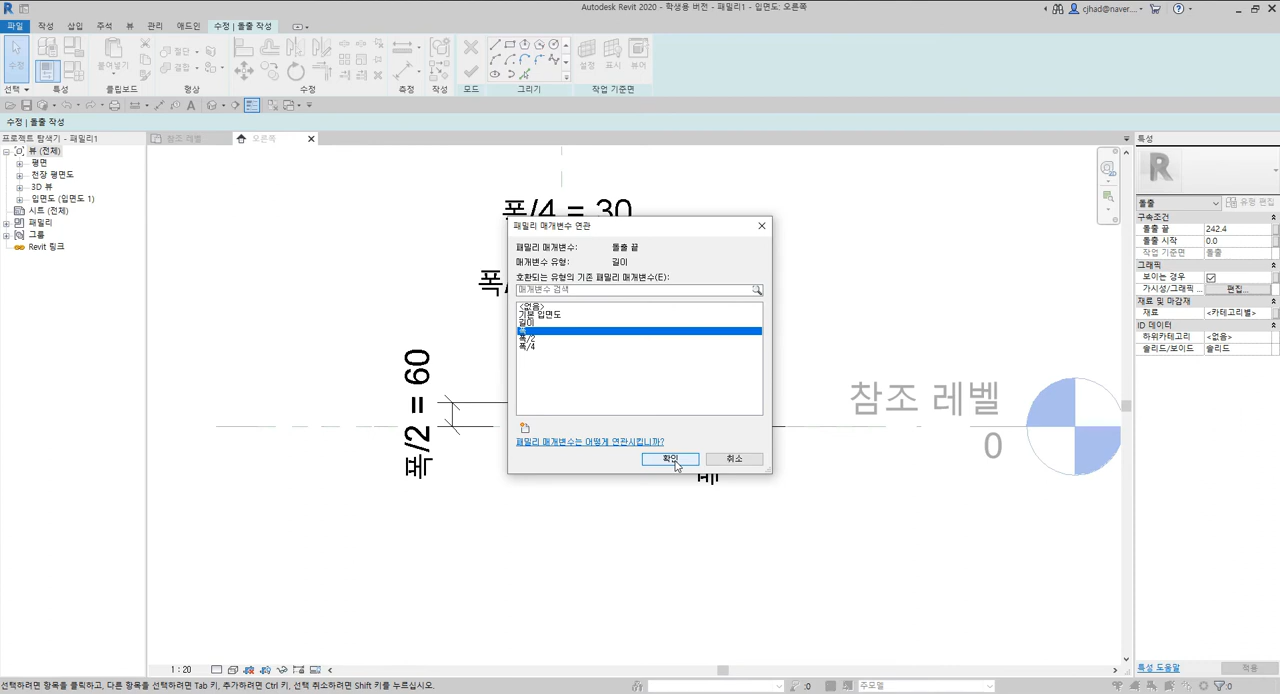 Autodesk Revit 2020 - 학생용 버전 - 패밀리1 - 입면도: 오른쪽
cjhad@naver....
파일 작성 삽입 주석 뷰 관리 애드인 수정 | 돌출 작성
수정 붙여넣기 절단 결합 설정 표시 뷰어
선택 특성 클립보드 형상 수정 측정 작성 모드 그리기 작업 기준면
수정 | 돌출 작성
프로젝트 탐색기 - 패밀리1
참조 레벨
오른쪽
특성
뷰 (전체)
평면
천장 평면도
3D 뷰
입면도 (입면도 1)
시트 (전체)
패밀리
그룹
Revit 링크
폭/4 = 30
폭/2 = 60
참조 레벨
0
패밀리 매개변수 연관
패밀리 매개변수: 돌출 끝
매개변수 유형: 길이
호환되는 유형의 기존 패밀리 매개변수(E):
매개변수 검색
<없음>
기본 입면도
길이
폭
폭/2
폭/4
패밀리 매개변수는 어떻게 연관시킵니까?
확인 취소
돌출 유형 편집
구속조건
돌출 끝 242.4
돌출 시작 0.0
작업 기준면 돌출
그래픽
보이는 경우
가시성/그래픽 ... 편집...
재료 및 마감재
재료 <카테고리별>
ID 데이터
하위카테고리 <없음>
솔리드/보이드 솔리드
특성 도움말 적용
1 : 20
선택하려면 항목을 클릭하고, 다른 항목을 선택하려면 Tab 키, 추가하려면 Ctrl 키, 선택 취소하려면 Shift 키를 누르십시오.
:0 주모델 :0